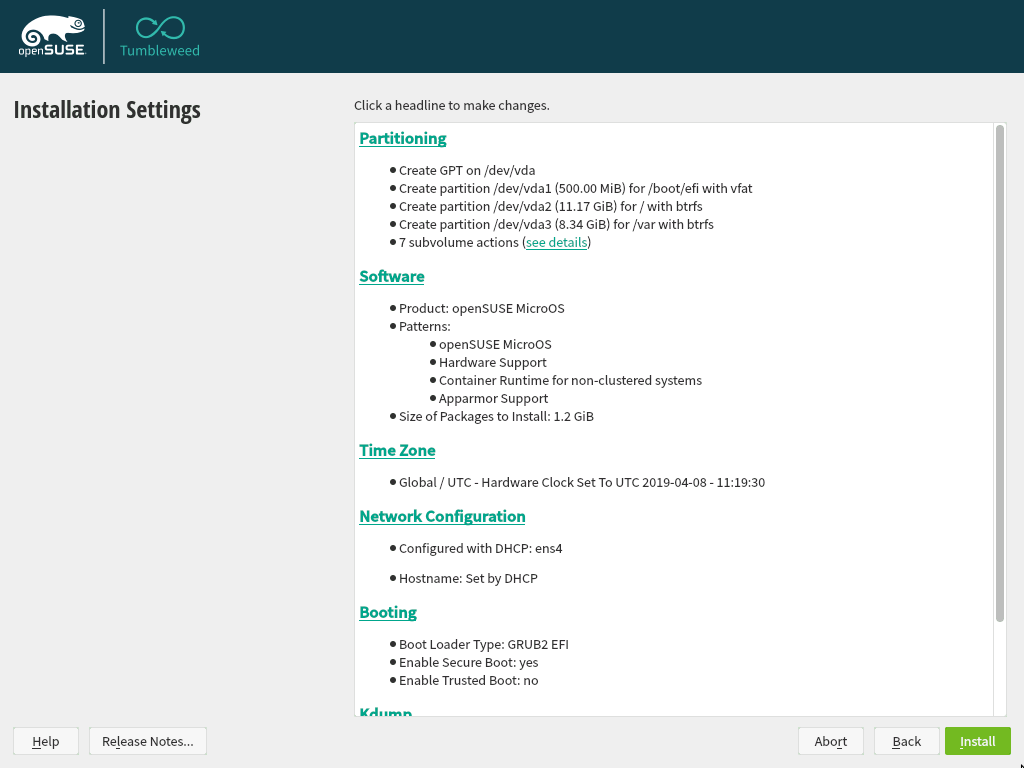 openSUSE
Tumbleweed
Installation Settings
Click a headline to make changes.
Partitioning
Create GPT on /dev/vda
Create partition /dev/vda1 (500.00 MiB) for /boot/efi with vfat
Create partition /dev/vda2 (11.17 GiB) for / with btrfs
Create partition /dev/vda3 (8.34 GiB) for /var with btrfs
7 subvolume actions (see details)
Software
Product: openSUSE MicroOS
Patterns:
openSUSE MicroOS
Hardware Support
Container Runtime for non-clustered systems
Apparmor Support
Size of Packages to Install: 1.2 GiB
Time Zone
Global / UTC - Hardware Clock Set To UTC 2019-04-08 - 11:19:30
Network Configuration
Configured with DHCP: ens4
Hostname: Set by DHCP
Booting
Boot Loader Type: GRUB2 EFI
Enable Secure Boot: yes
Enable Trusted Boot: no
Kdump
Help Release Notes... Abort Back Install